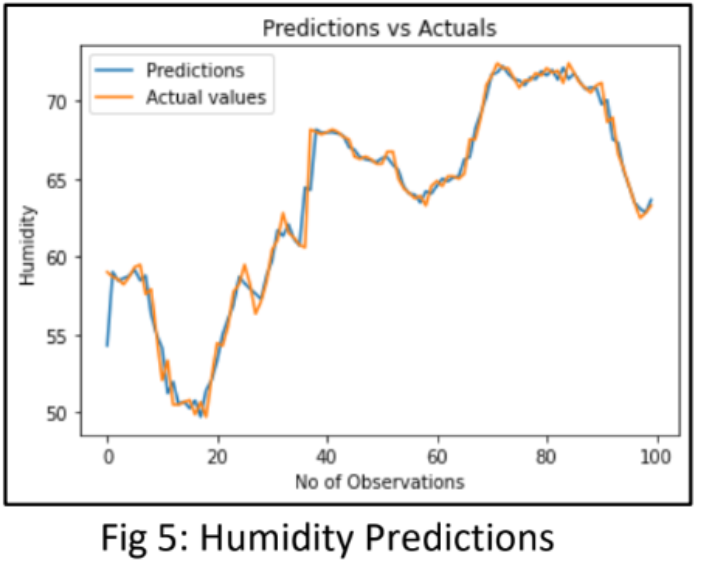 Predictions vs Actuals
Predictions
Actual values
70
65
60
55
50
Humidity
0 20 40 60 80 100
No of Observations
Fig 5: Humidity Predictions